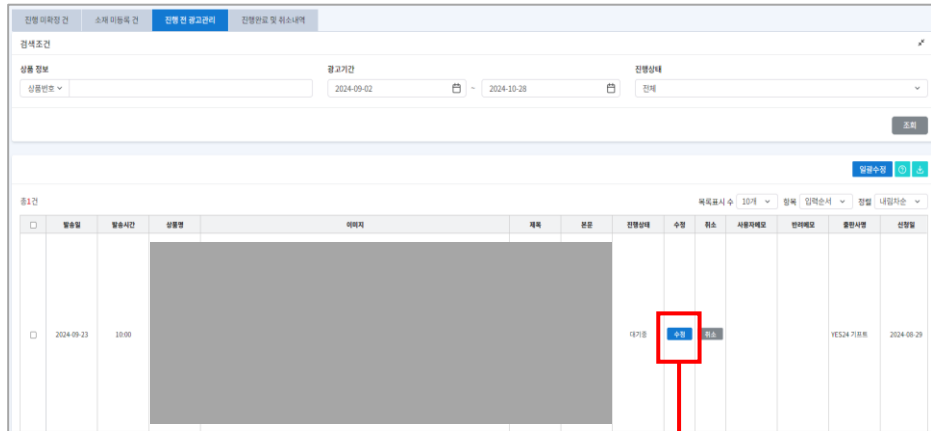 진행 미확정 건 소재 미등록 건 진행 전 광고관리 진행완료 및 취소내역
검색조건
상품 정보 광고기간 진행상태
상품번호 2024-09-02 ~ 2024-10-28 전체
조회
일괄수정
총1건 목록표시 수 10개 항목 입력순서 정렬 내림차순
발송일 발송시간 상품명 이미지 제목 본문 진행상태 수정 취소 사용자메모 반려메모 출판사명 신청일
2024-09-23 10:00 대기중 수정 취소 YES24 기프트 2024-08-29